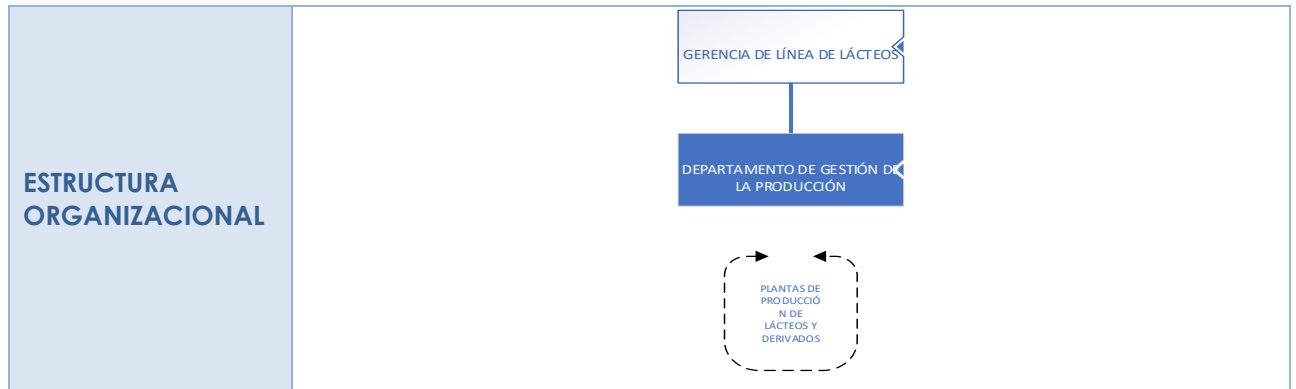 ESTRUCTURA
ORGANIZACIONAL
GERENCIA DE LÍNEA DE LÁCTEOS
DEPARTAMENTO DE GESTIÓN DE
LA PRODUCCIÓN
PLANTAS DE
PRODUCCIÓ
N DE
LÁCTEOS Y
DERIVADOS